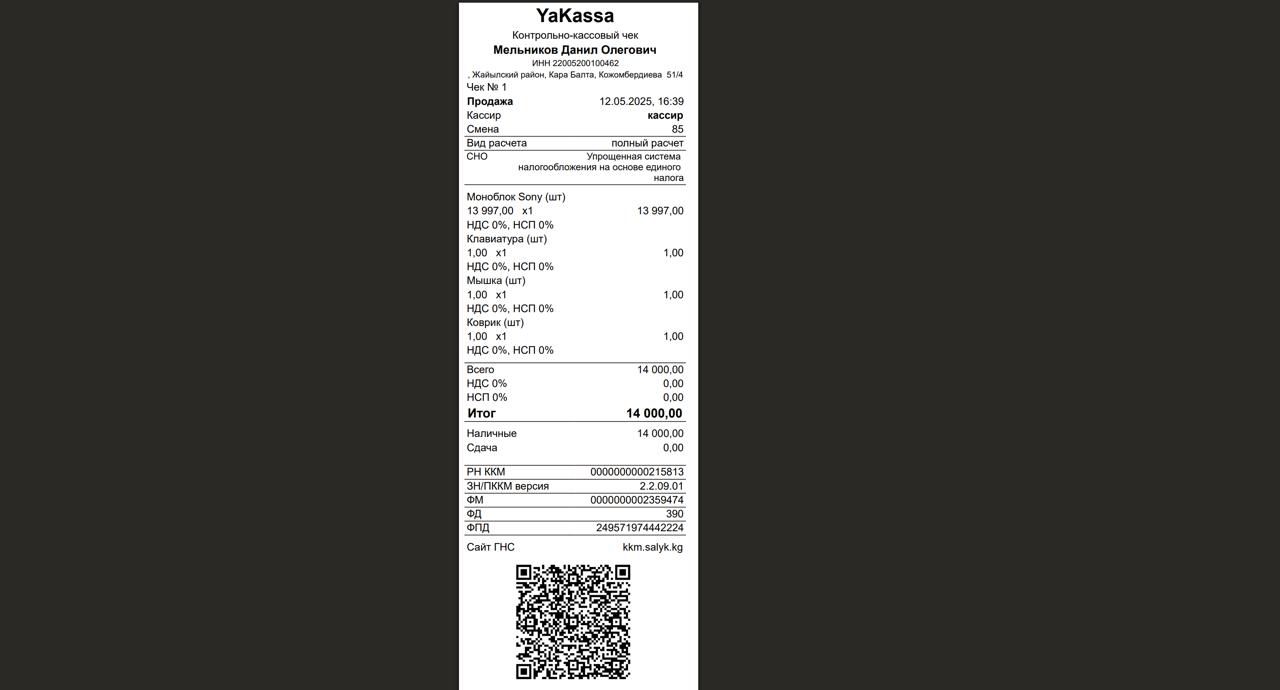 YaKassa
Контрольно-кассовый чек
Мельников Данил Олегович
ИНН 22005200100462
, Жайылский район, Кара Балта, Кожомбердиева 51/4
Чек № 1
Продажа 12.05.2025, 16:39
Кассир кассир
Смена 85
Вид расчета полный расчет
СНО Упрощенная система
налогообложения на основе единого
налога
Моноблок Sony (шт)
13 997,00 x1 13 997,00
НДС 0%, НСП 0%
Клавиатура (шт)
1,00 x1 1,00
НДС 0%, НСП 0%
Мышка (шт)
1,00 x1 1,00
НДС 0%, НСП 0%
Коврик (шт)
1,00 x1 1,00
НДС 0%, НСП 0%
Всего 14 000,00
НДС 0% 0,00
НСП 0% 0,00
Итог 14 000,00
Наличные 14 000,00
Сдача 0,00
РН ККМ 0000000000215813
ЗН/ПККМ версия 2.2.09.01
ФМ 0000000002359474
ФД 390
ФПД 249571974442224
Сайт ГНС kkm.salyk.kg